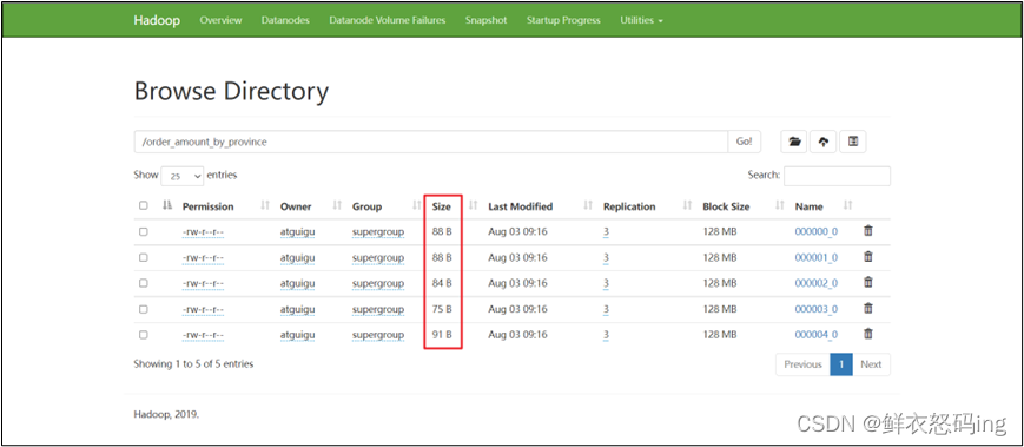 Hadoop Overview Datanodes Datanode Volume Failures Snapshot Startup Progress Utilities
Browse Directory
/order_amount_by_province Go!
Show 25 entries Search:
Permission Owner Group Size Last Modified Replication Block Size Name
-rw-r--r-- atguigu supergroup 88 B Aug 03 09:16 3 128 MB 000000_0
-rw-r--r-- atguigu supergroup 88 B Aug 03 09:16 3 128 MB 000001_0
-rw-r--r-- atguigu supergroup 84 B Aug 03 09:16 3 128 MB 000002_0
-rw-r--r-- atguigu supergroup 75 B Aug 03 09:16 3 128 MB 000003_0
-rw-r--r-- atguigu supergroup 91 B Aug 03 09:16 3 128 MB 000004_0
Showing 1 to 5 of 5 entries Previous 1 Next
Hadoop, 2019.
CSDN @鲜衣怒码jing